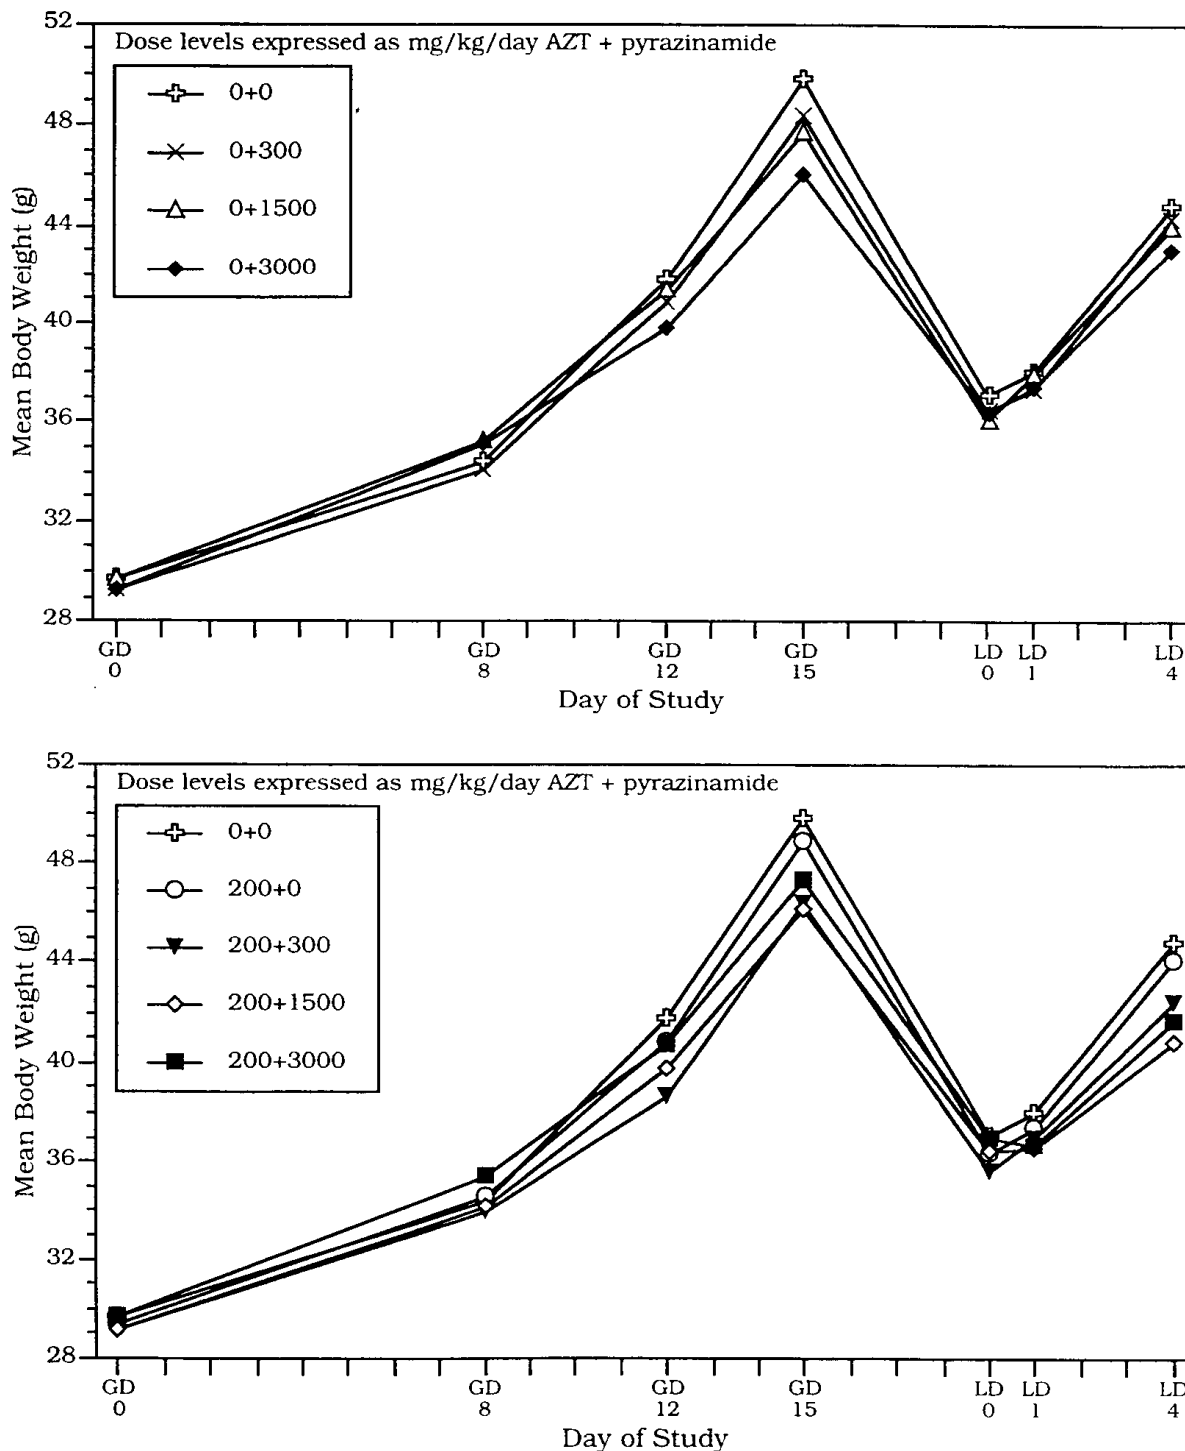 52
Dose levels expressed as mg/kg/day AZT + pyrazinamide
0+0
0+300
0+1500
0+3000
48
44
40
36
32
28
Mean Body Weight (g)
GD GD GD GD LD LD LD
0 8 12 15 0 1 4
Day of Study
52
Dose levels expressed as mg/kg/day AZT + pyrazinamide
0+0
200+0
200+300
200+1500
200+3000
48
44
40
36
32
28
Mean Body Weight (g)
GD GD GD GD LD LD LD
0 8 12 15 0 1 4
Day of Study